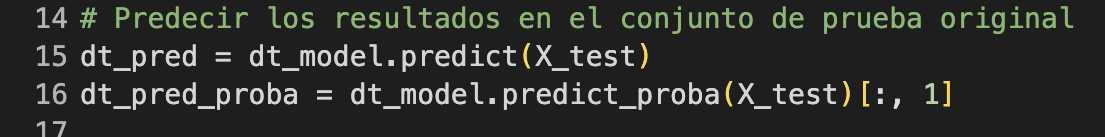 14 # Predecir los resultados en el conjunto de prueba original
15 dt_pred = dt_model.predict(X_test)
16 dt_pred_proba = dt_model.predict_proba(X_test)[:, 1]
17